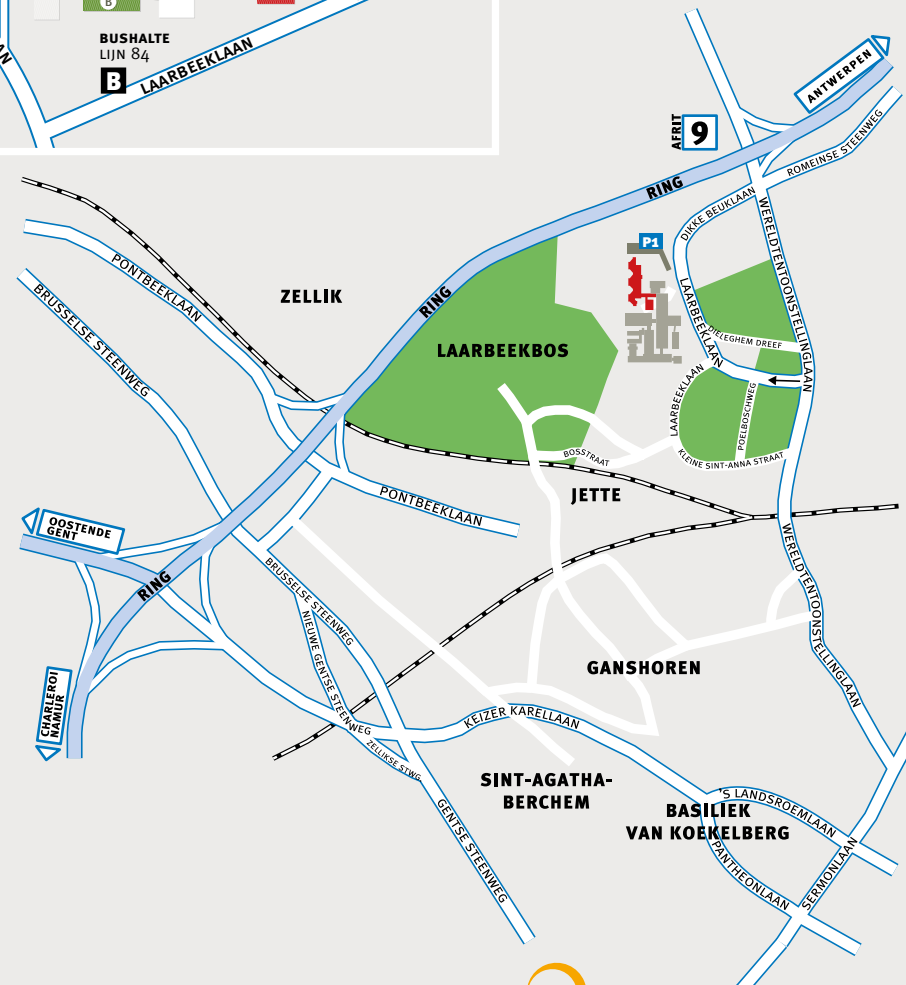 B
AN
BUSHALTE
LIJN 84
B
LAARBEEKLAAN
ANTWERPEN
AFRIT
9
ROMEINSE STEENWEG
RING
DIKKE BEUKLAAN
WERELDTENTOONSTELLINGLAAN
P1
PONTBEEKLAAN
ZELLIK
RING
BRUSSELSE STEENWEG
LAARBEEKBOS
LAARBEEKLAAN
DIELEGHEM DREEF
LAARBEEKLAAN
POELBOSCHWEG
BOSSTRAAT
KLEINE SINT-ANNA STRAAT
JETTE
PONTBEEKLAAN
OOSTENDE
GENT
RING
BRUSSELSE STEENWEG
WERELDTENTOONSTELLINGLAAN
NIEUWE GENTSE STEENWEG
GANSHOREN
CHARLEROI
NAMUR
KEIZER KARELLAAN
ZELLIKSE STWG
SINT-AGATHA-
BERCHEM
GENTSE STEENWEG
BASILIEK
VAN KOEKELBERG
'S LANDSROEMLAAN
PANTHEONLAAN
SERMONLAAN